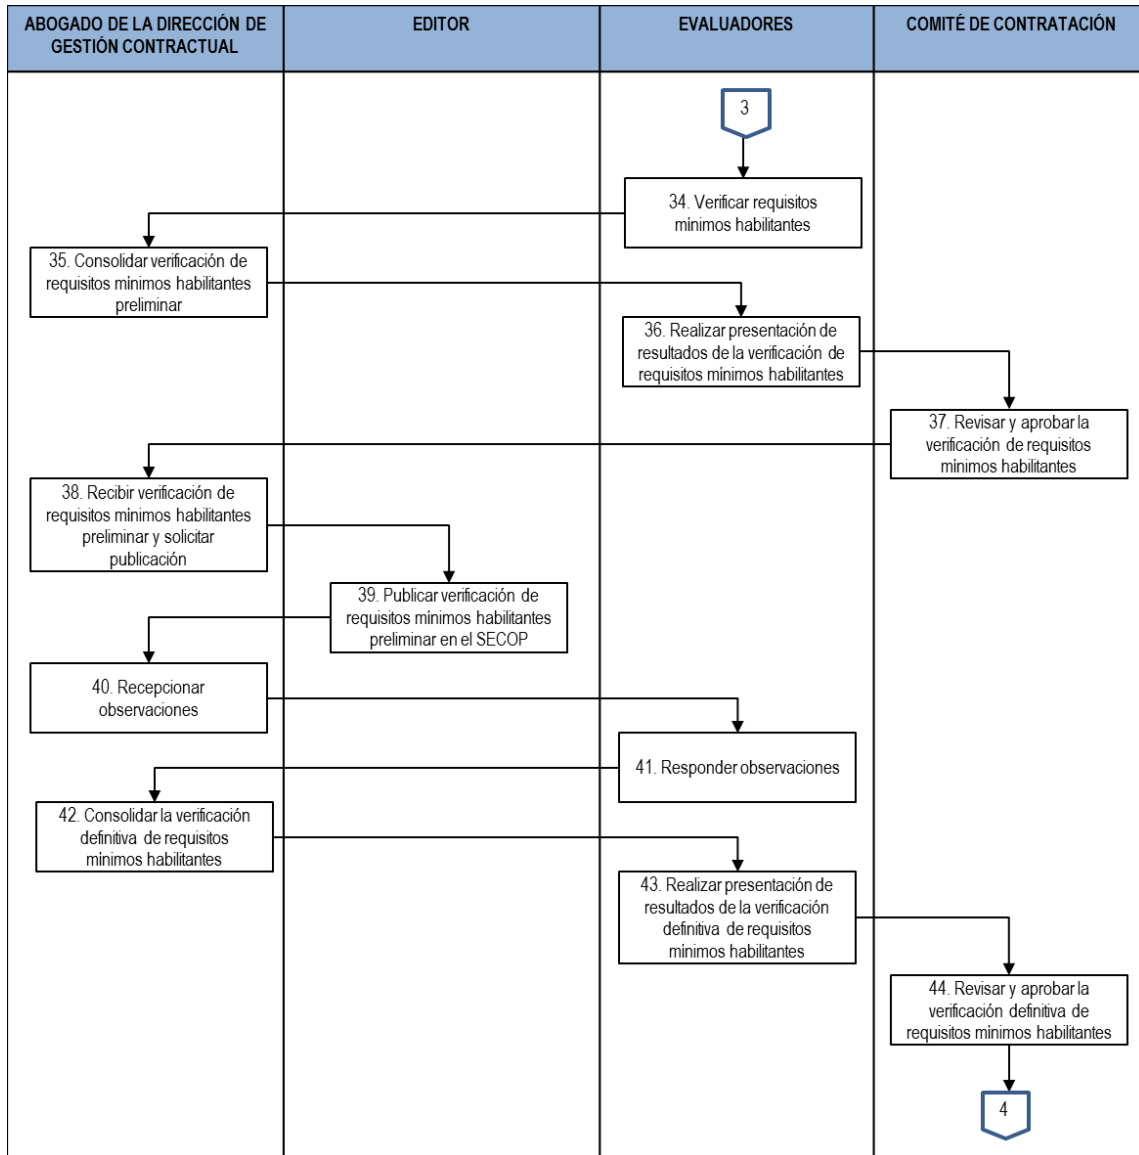 ABOGADO DE LA DIRECCIÓN DE
GESTIÓN CONTRACTUAL
EDITOR
EVALUADORES
COMITÉ DE CONTRATACIÓN
3
34. Verificar requisitos
mínimos habilitantes
35. Consolidar verificación de
requisitos mínimos habilitantes
preliminar
36. Realizar presentación de
resultados de la verificación de
requisitos mínimos habilitantes
37. Revisar y aprobar la
verificación de requisitos
mínimos habilitantes
38. Recibir verificación de
requisitos mínimos habilitantes
preliminar y solicitar
publicación
39. Publicar verificación de
requisitos mínimos habilitantes
preliminar en el SECOP
40. Recepcionar
observaciones
41. Responder observaciones
42. Consolidar la verificación
definitiva de requisitos
mínimos habilitantes
43. Realizar presentación de
resultados de la verificación
definitiva de requisitos
mínimos habilitantes
44. Revisar y aprobar la
verificación definitiva de
requisitos mínimos habilitantes
4